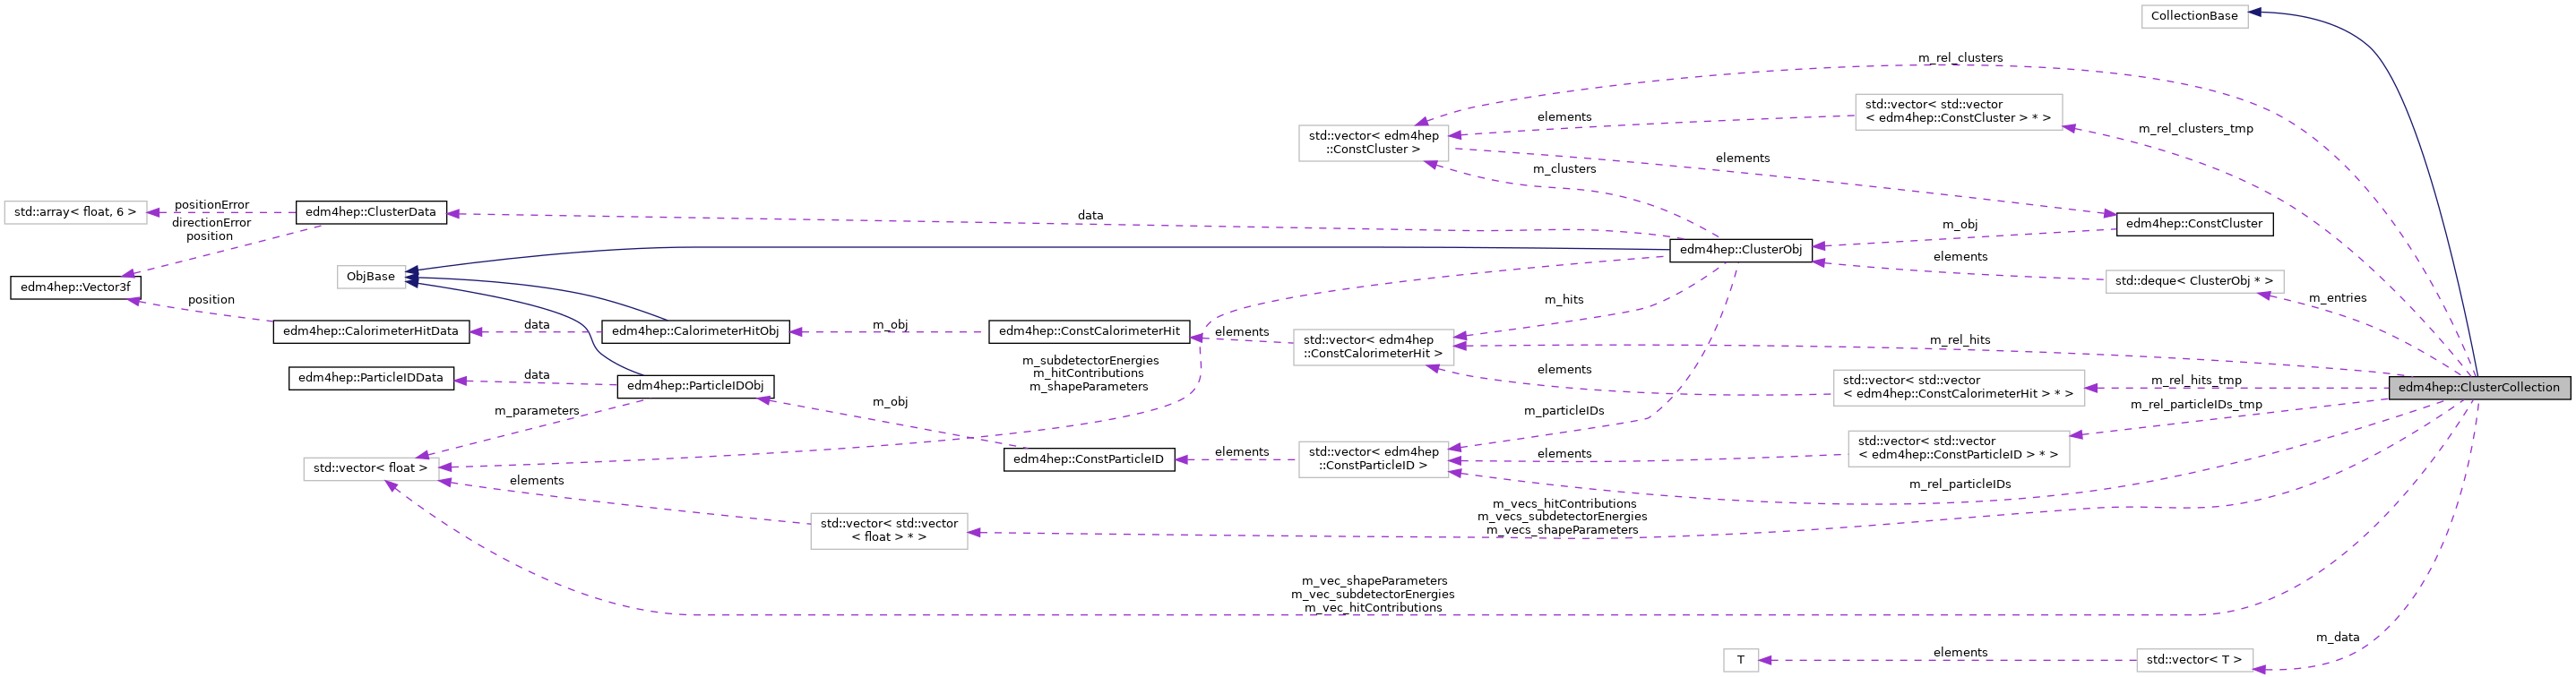 CollectionBase
m_rel_clusters
std::vector< std::vector
< edm4hep::ConstCluster > * >
elements
m_rel_clusters_tmp
std::vector< edm4hep
::ConstCluster >
elements
m_clusters
positionError
std::array< float, 6 >
edm4hep::ClusterData
data
directionError
position
edm4hep::ConstCluster
m_obj
edm4hep::ClusterObj
elements
ObjBase
edm4hep::Vector3f
std::deque< ClusterObj * >
position
m_hits
m_entries
edm4hep::CalorimeterHitData
data
edm4hep::CalorimeterHitObj
m_obj
edm4hep::ConstCalorimeterHit
elements
std::vector< edm4hep
::ConstCalorimeterHit >
m_rel_hits
m_subdetectorEnergies
m_hitContributions
m_shapeParameters
elements
edm4hep::ParticleIDData
data
edm4hep::ParticleIDObj
std::vector< std::vector
< edm4hep::ConstCalorimeterHit > * >
m_rel_hits_tmp
edm4hep::ClusterCollection
m_parameters
m_obj
m_particleIDs
m_rel_particleIDs_tmp
std::vector< float >
edm4hep::ConstParticleID
elements
std::vector< edm4hep
::ConstParticleID >
elements
std::vector< std::vector
< edm4hep::ConstParticleID > * >
elements
m_rel_particleIDs
std::vector< std::vector
< float > * >
m_vecs_hitContributions
m_vecs_subdetectorEnergies
m_vecs_shapeParameters
m_vec_shapeParameters
m_vec_subdetectorEnergies
m_vec_hitContributions
m_data
T
elements
std::vector< T >